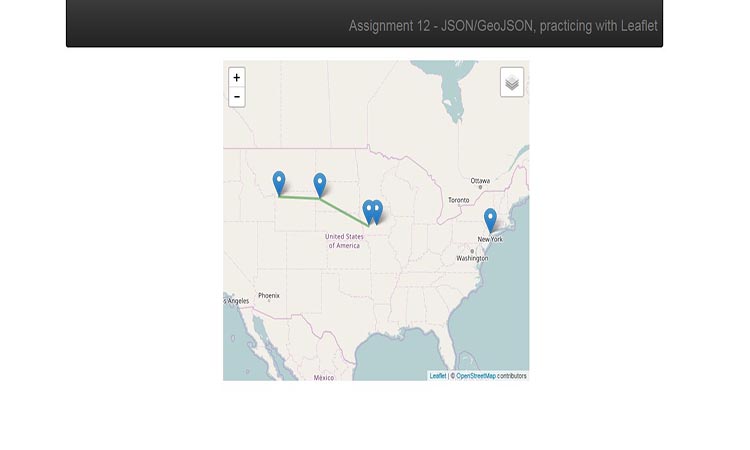 Assignment 12 - JSON/GeoJSON, practicing with Leaflet
+
-
Ottawa
Toronto
New York
United States
of America
Washington
Phoenix
s Angeles
México
Leaflet | © OpenStreetMap contributors